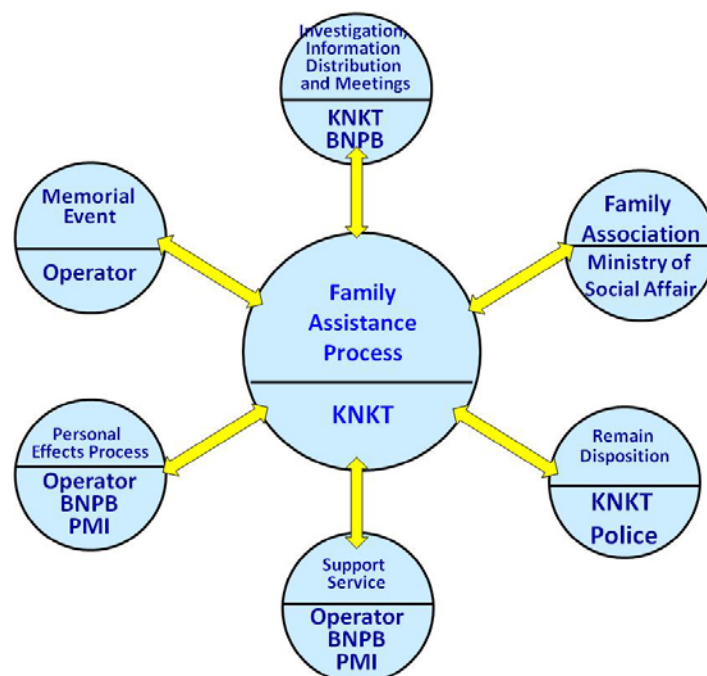 Investigation,
Information
Distribution
and Meetings
KNKT
BNPB
Memorial
Event
Operator
Family
Association
Ministry of
Social Affair
Family
Assistance
Process
KNKT
Personal
Effects Process
Operator
BNPB
PMI
Remain
Disposition
KNKT
Police
Support
Service
Operator
BNPB
PMI